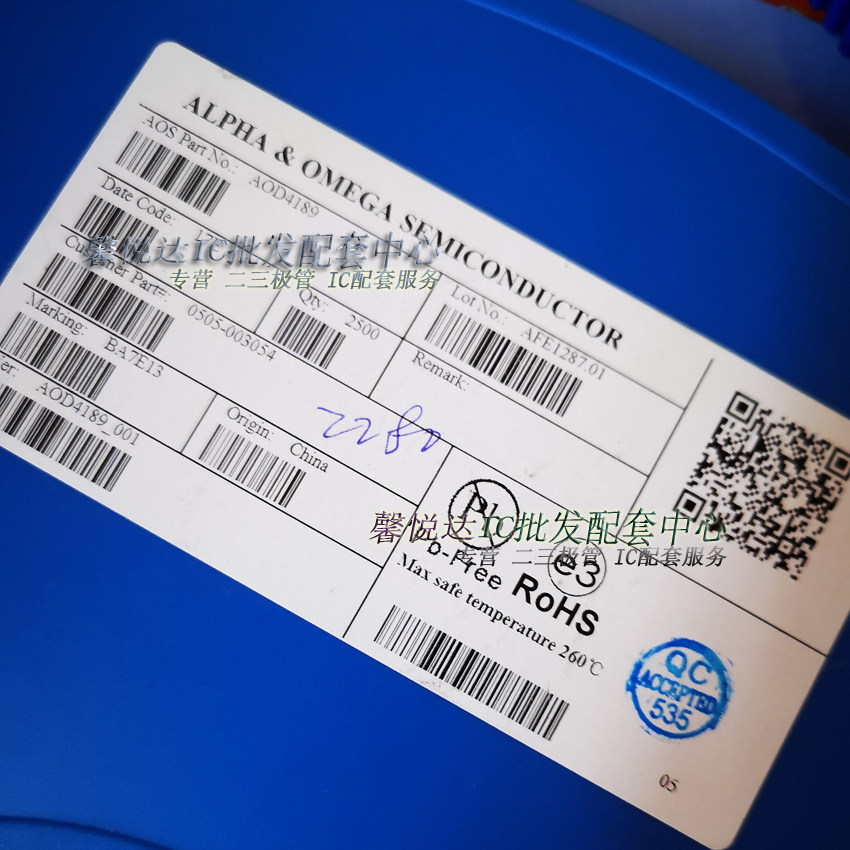 ALPHA & OMEGA SEMICONDUCTOR
AOS Part No.: AOD4189
Date Code:
Lot No.: AFE1287.01
Customer Part#: 0505-003054
Qty: 2500
Remark:
Marking: BA7E13
AOD4189_001
Origin: China
2280
Pb
Pb-Free
e3
RoHS
Max safe temperature 260℃
QC
ACCEPTED
535
05
馨悦达IC批发配套中心
专营 二三极管 IC配套服务
馨悦达IC批发配套中心
专营 二三极管 IC配套服务